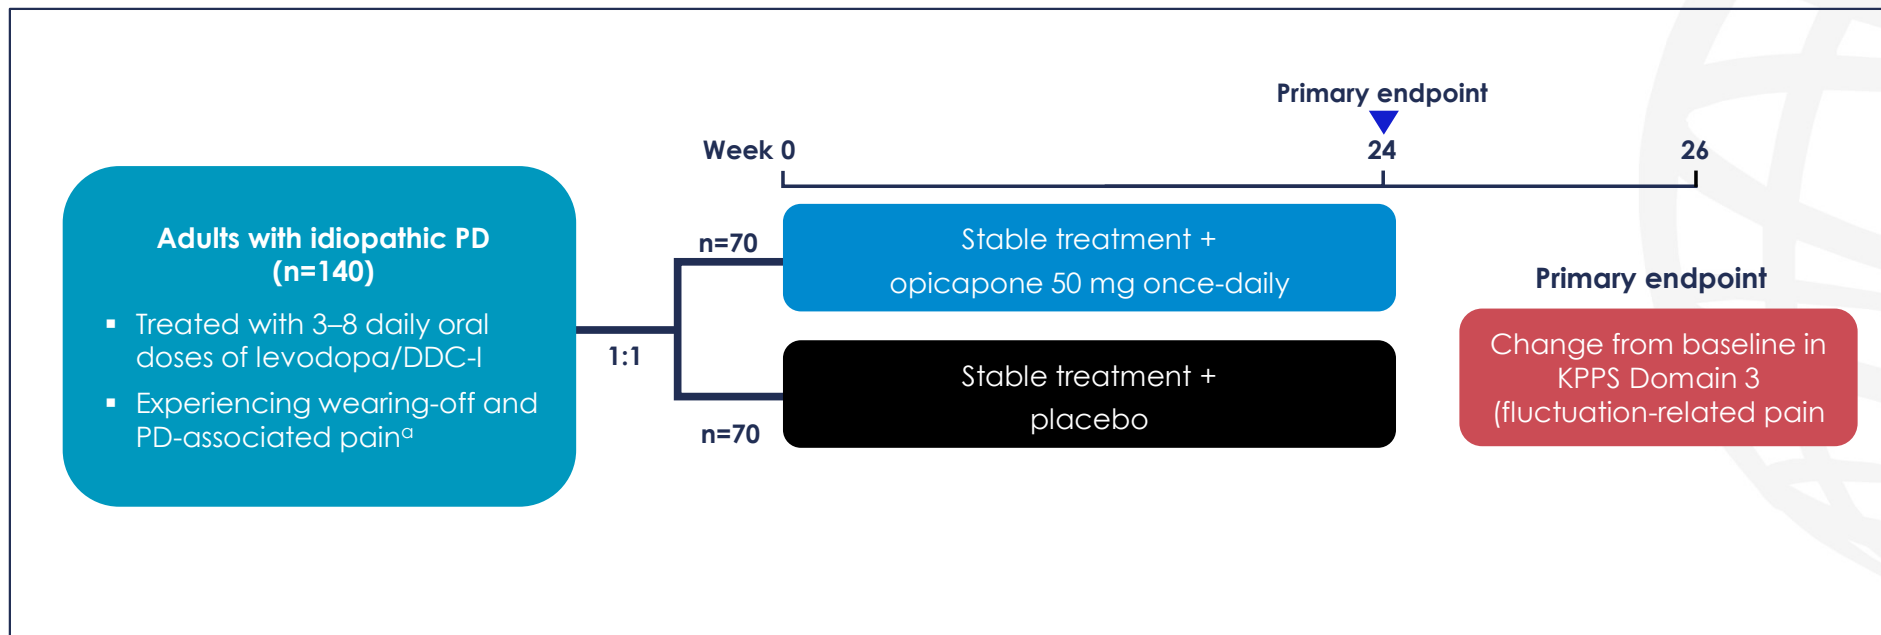 Adults with idiopathic PD
(n=140)
▪ Treated with 3–8 daily oral
doses of levodopa/DDC-I
▪ Experiencing wearing-off and
PD-associated painᵃ
1:1
n=70
n=70
Primary endpoint
Week 0
24
26
Stable treatment +
opicapone 50 mg once-daily
Stable treatment +
placebo
Primary endpoint
Change from baseline in
KPPS Domain 3
(fluctuation-related pain